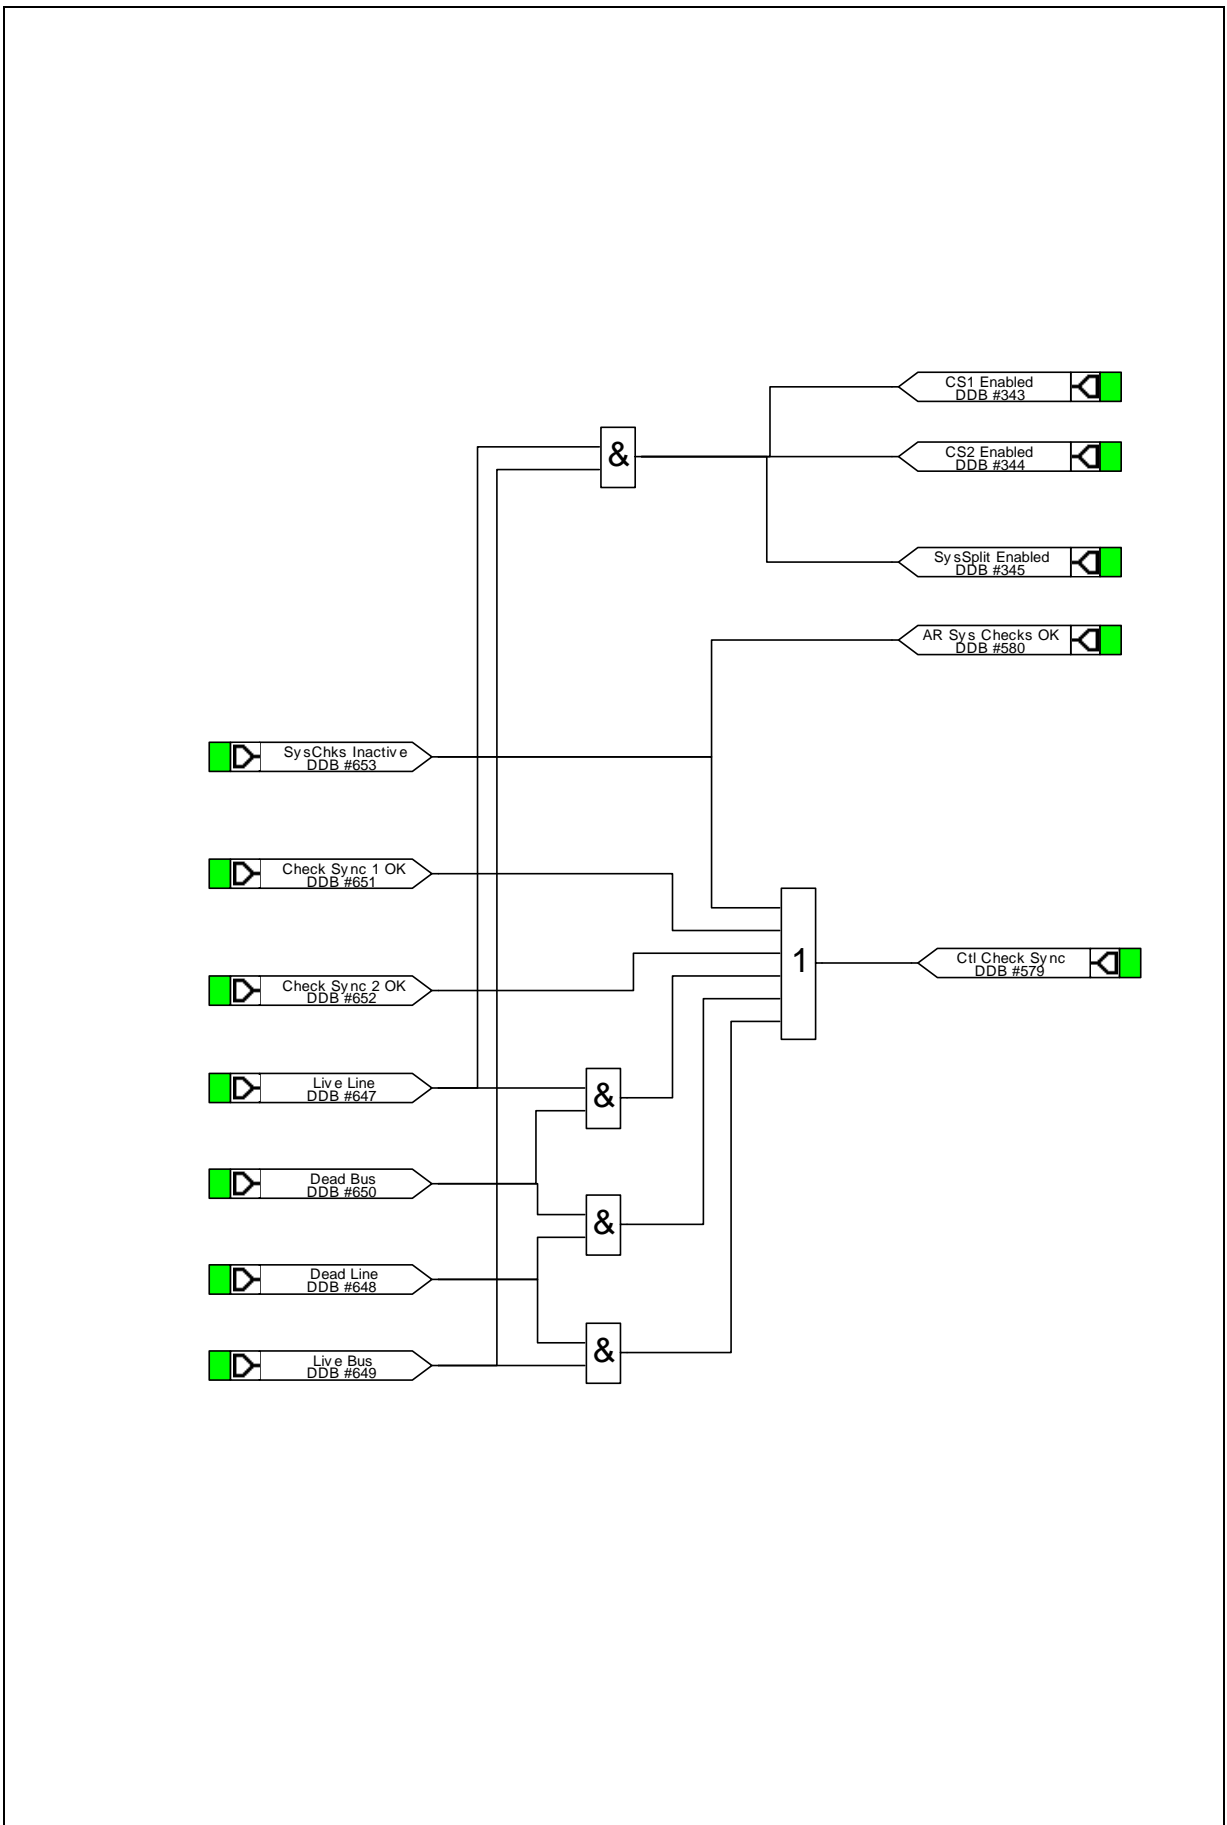 CS1 Enabled
DDB #343
&
CS2 Enabled
DDB #344
SysSplit Enabled
DDB #345
AR Sys Checks OK
DDB #580
SysChks Inactive
DDB #653
Check Sync 1 OK
DDB #651
1
Ctl Check Sync
DDB #579
Check Sync 2 OK
DDB #652
Live Line
DDB #647
&
Dead Bus
DDB #650
&
Dead Line
DDB #648
&
Live Bus
DDB #649